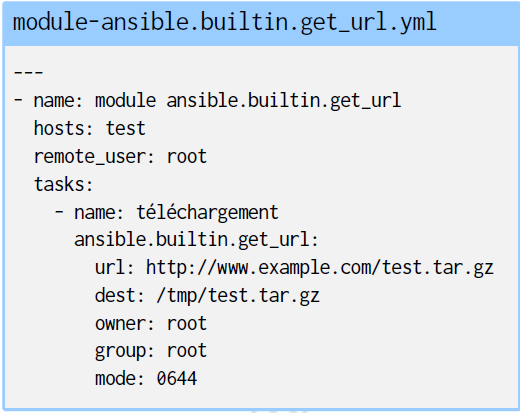 module-ansible.builtin.get_url.yml
---
- name: module ansible.builtin.get_url
  hosts: test
  remote_user: root
  tasks:
    - name: téléchargement
      ansible.builtin.get_url:
        url: http://www.example.com/test.tar.gz
        dest: /tmp/test.tar.gz
        owner: root
        group: root
        mode: 0644